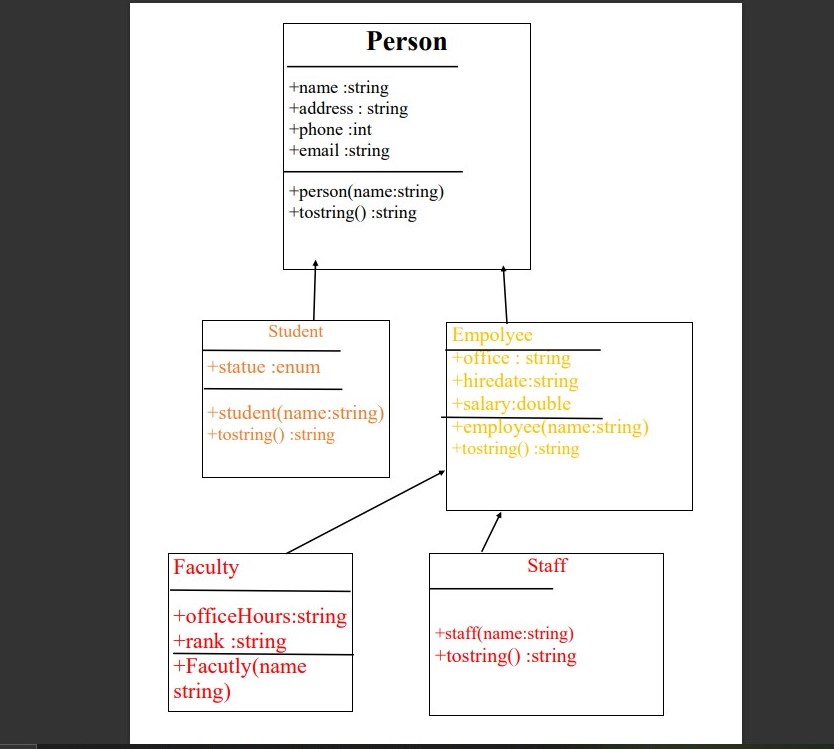 Person
+name :string
+address : string
+phone :int
+email :string
+person(name:string)
+tostring() :string
Student
+statue :enum
+student(name:string)
+tostring() :string
Empolyee
+office : string
+hiredate:string
+salary:double
+employee(name:string)
+tostring() :string
Faculty
+officeHours:string
+rank :string
+Facutly(name
string)
Staff
+staff(name:string)
+tostring() :string